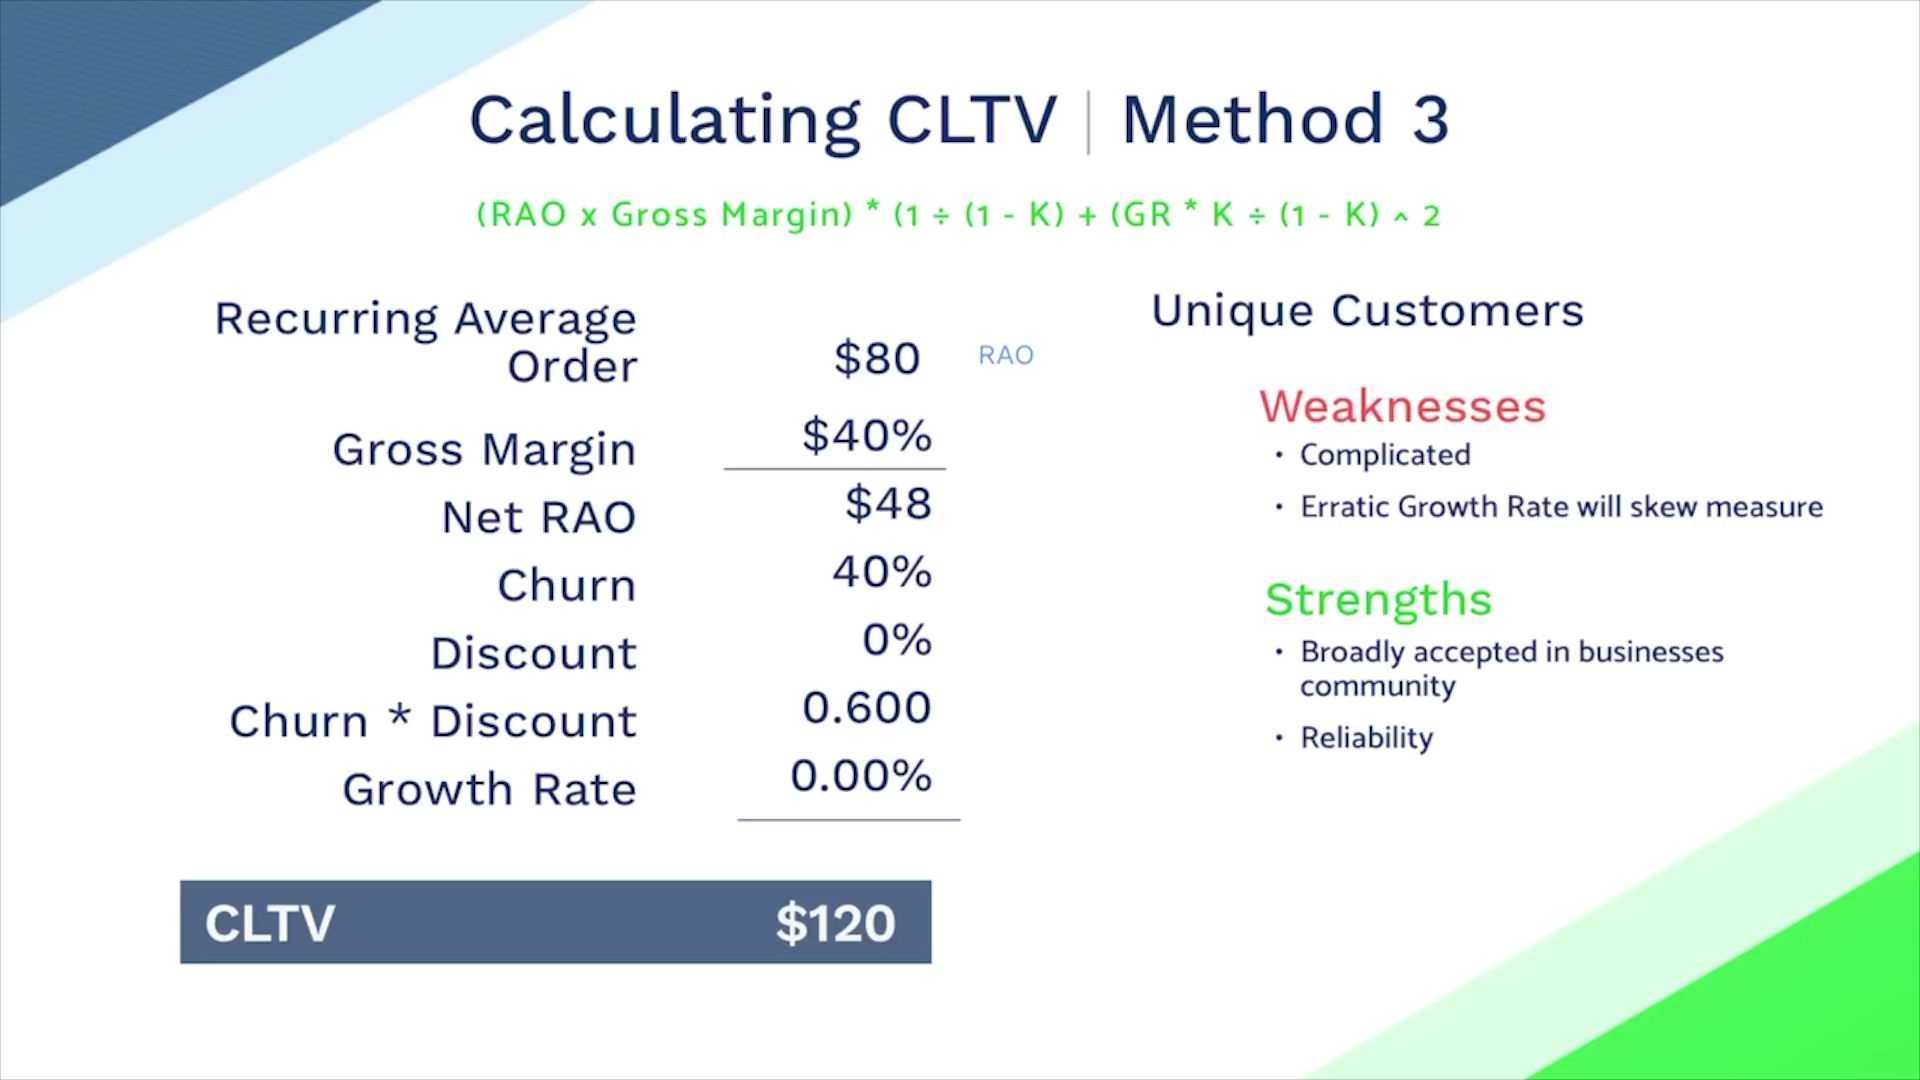 Calculating CLTV | Method 3
(RAO x Gross Margin) * (1 ÷ (1 - K) + (GR * K ÷ (1 - K) ^ 2
Recurring Average
Order
$80
RAO
Gross Margin
$40%
Net RAO
$48
Churn
40%
Discount
0%
Churn * Discount
0.600
Growth Rate
0.00%
CLTV
$120
Unique Customers
Weaknesses
• Complicated
• Erratic Growth Rate will skew measure
Strengths
• Broadly accepted in businesses
community
• Reliability